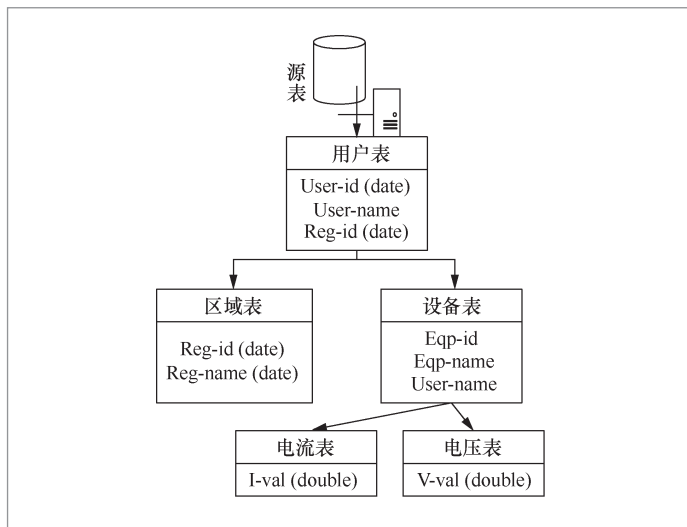 源表
用户表
User-id (date)
User-name
Reg-id (date)
区域表
Reg-id (date)
Reg-name (date)
设备表
Eqp-id
Eqp-name
User-name
电流表
I-val (double)
电压表
V-val (double)